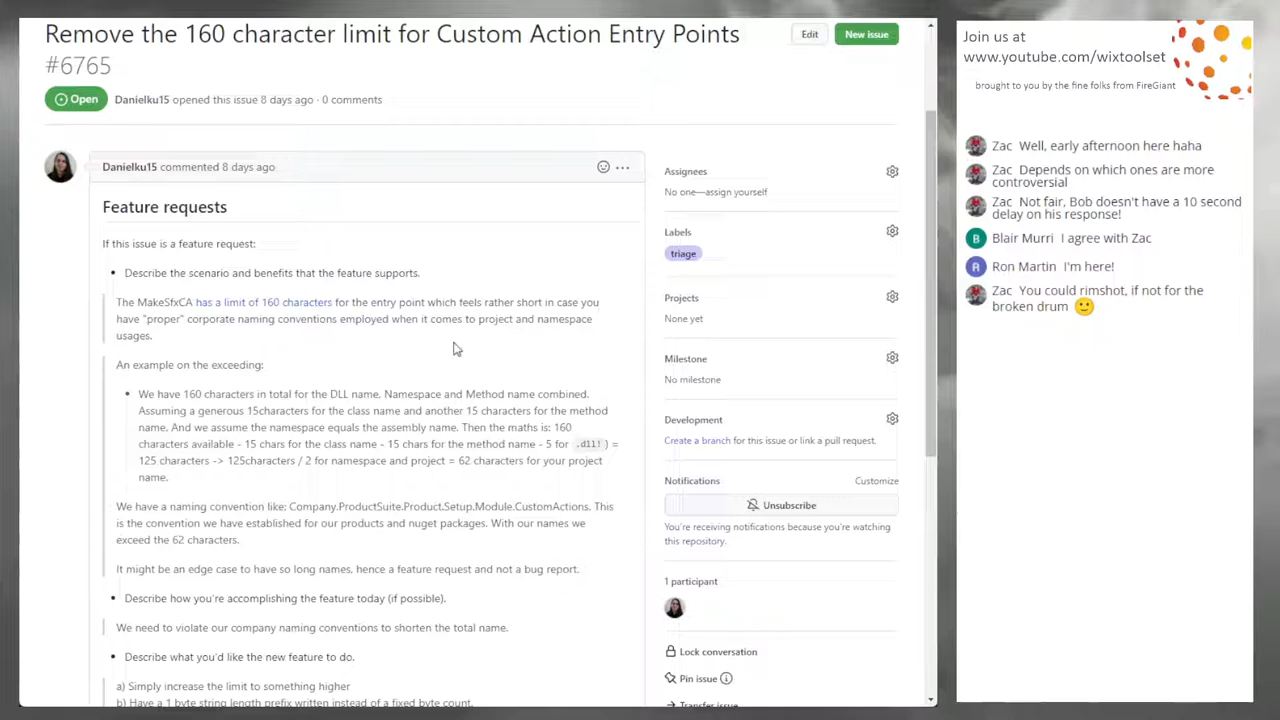 Remove the 160 character limit for Custom Action Entry Points
#6765
Edit
New issue
Open
Danielku15 opened this issue 8 days ago · 0 comments
Danielku15 commented 8 days ago
Feature requests
If this issue is a feature request:
• Describe the scenario and benefits that the feature supports.
The MakeSfxCA has a limit of 160 characters for the entry point which feels rather short in case you
have "proper" corporate naming conventions employed when it comes to project and namespace
usages.
An example on the exceeding:
• We have 160 characters in total for the DLL name, Namespace and Method name combined.
Assuming a generous 15characters for the class name and another 15 characters for the method
name, And we assume the namespace equals the assembly name. Then the maths is: 160
characters available - 15 chars for the class name - 15 chars for the method name - 5 for .dll! ) =
125 characters -> 125characters / 2 for namespace and project = 62 characters for your project
name.
We have a naming convention like: Company.ProductSuite.Product.Setup.Module.CustomActions. This
is the convention we have established for our products and nuget packages. With our names we
exceed the 62 characters.
It might be an edge case to have so long names, hence a feature request and not a bug report.
• Describe how you're accomplishing the feature today (if possible).
We need to violate our company naming conventions to shorten the total name.
• Describe what you'd like the new feature to do.
a) Simply increase the limit to something higher
b) Have a 1 byte string length prefix written instead of a fixed byte count.
Assignees
No one—assign yourself
Labels
triage
Projects
None yet
Milestone
No milestone
Development
Create a branch for this issue or link a pull request.
Notifications
Customize
Unsubscribe
You're receiving notifications because you're watching
this repository.
1 participant
Lock conversation
Pin issue
Transfer issue
Join us at
www.youtube.com/wixtoolset
brought to you by the fine folks from FireGiant
Zac Well, early afternoon here haha
Zac Depends on which ones are more
controversial
Zac Not fair, Bob doesn't have a 10 second
delay on his response!
B Blair Murri I agree with Zac
R Ron Martin I'm here!
Zac You could rimshot, if not for the
broken drum 🙂